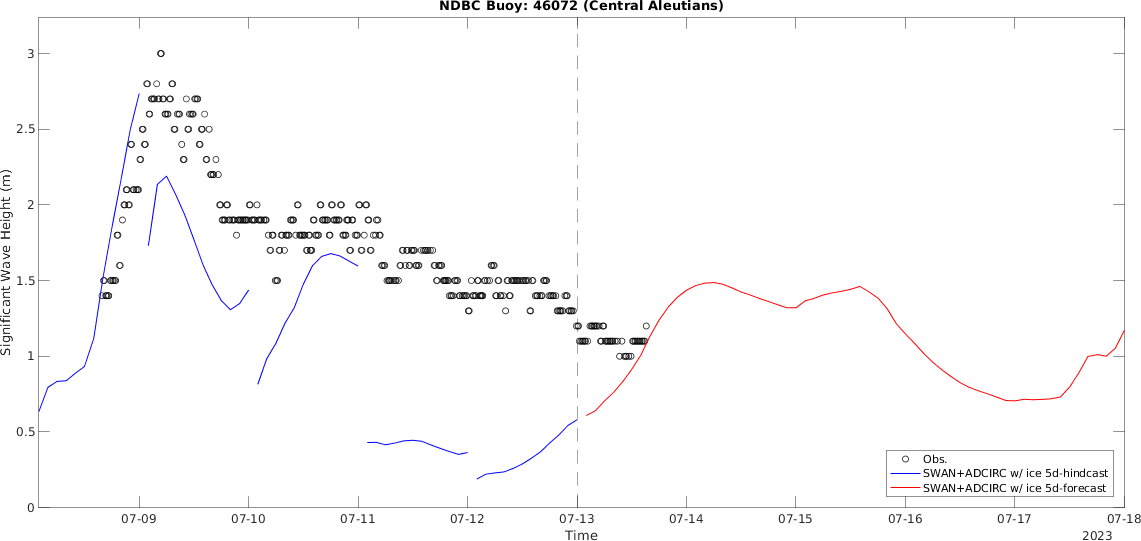 NDBC Buoy: 46072 (Central Aleutians)
3
2.5
2
1.5
1
0.5
0
Significant Wave Height (m)
Obs.
SWAN+ADCIRC w/ ice 5d-hindcast
SWAN+ADCIRC w/ ice 5d-forecast
07-09 07-10 07-11 07-12 07-13 07-14 07-15 07-16 07-17 07-18
Time
2023